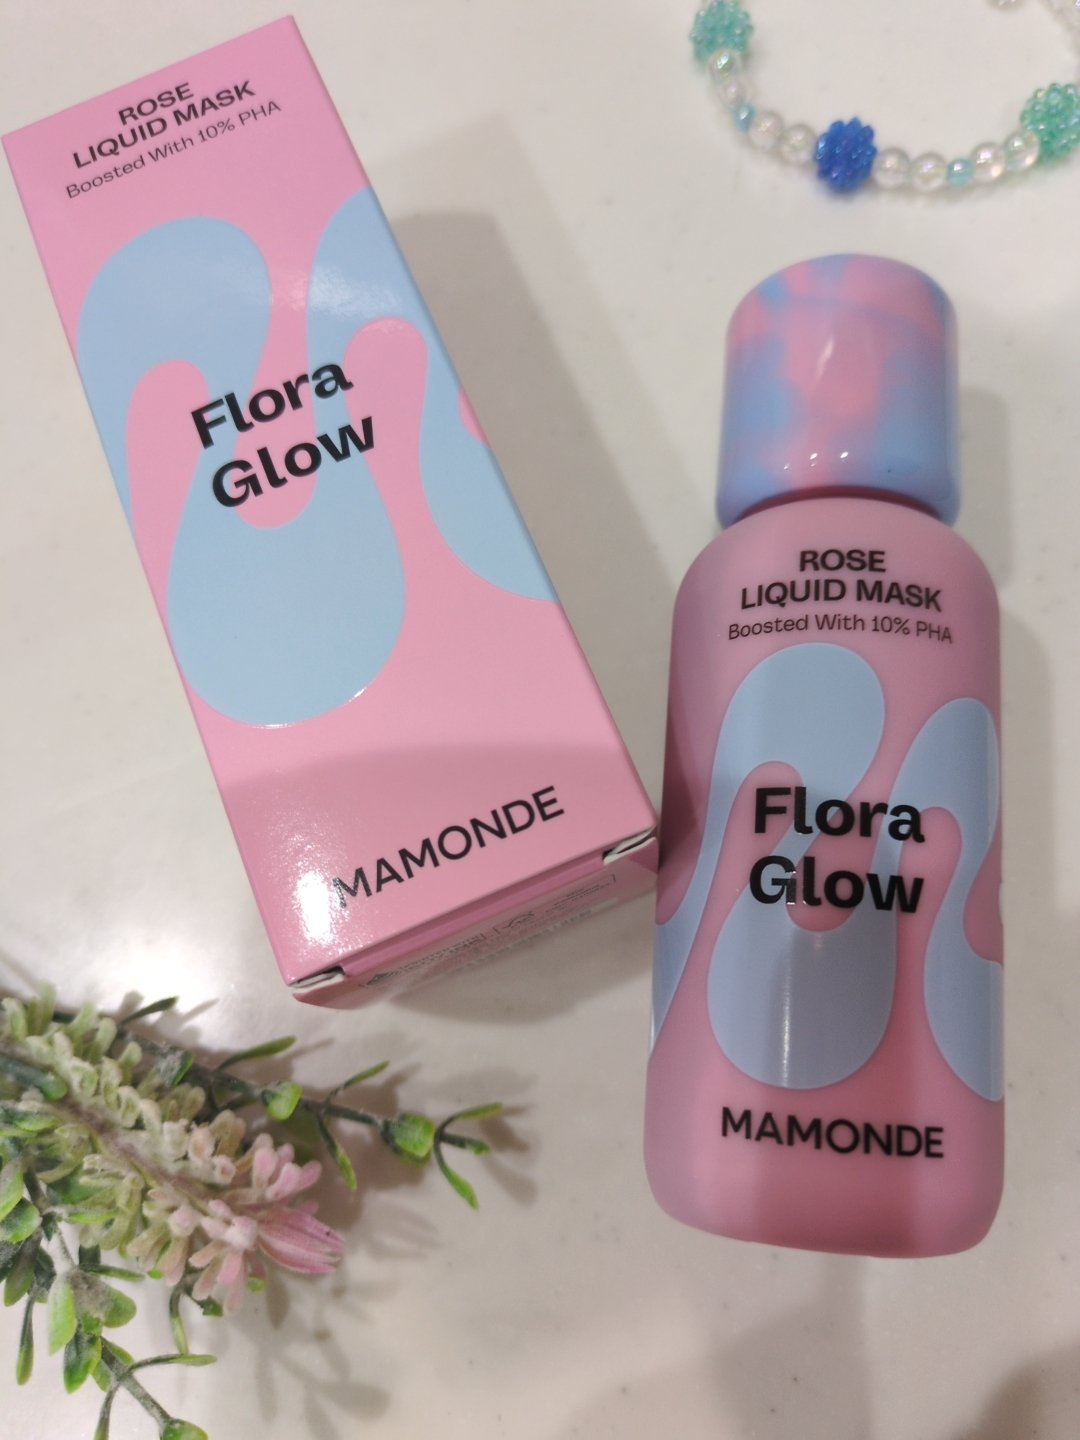 ROSE
LIQUID MASK
Boosted With 10% PHA
Flora
Glow
MAMONDE
ROSE
LIQUID MASK
Boosted With 10% PHA
Flora
Glow
MAMONDE